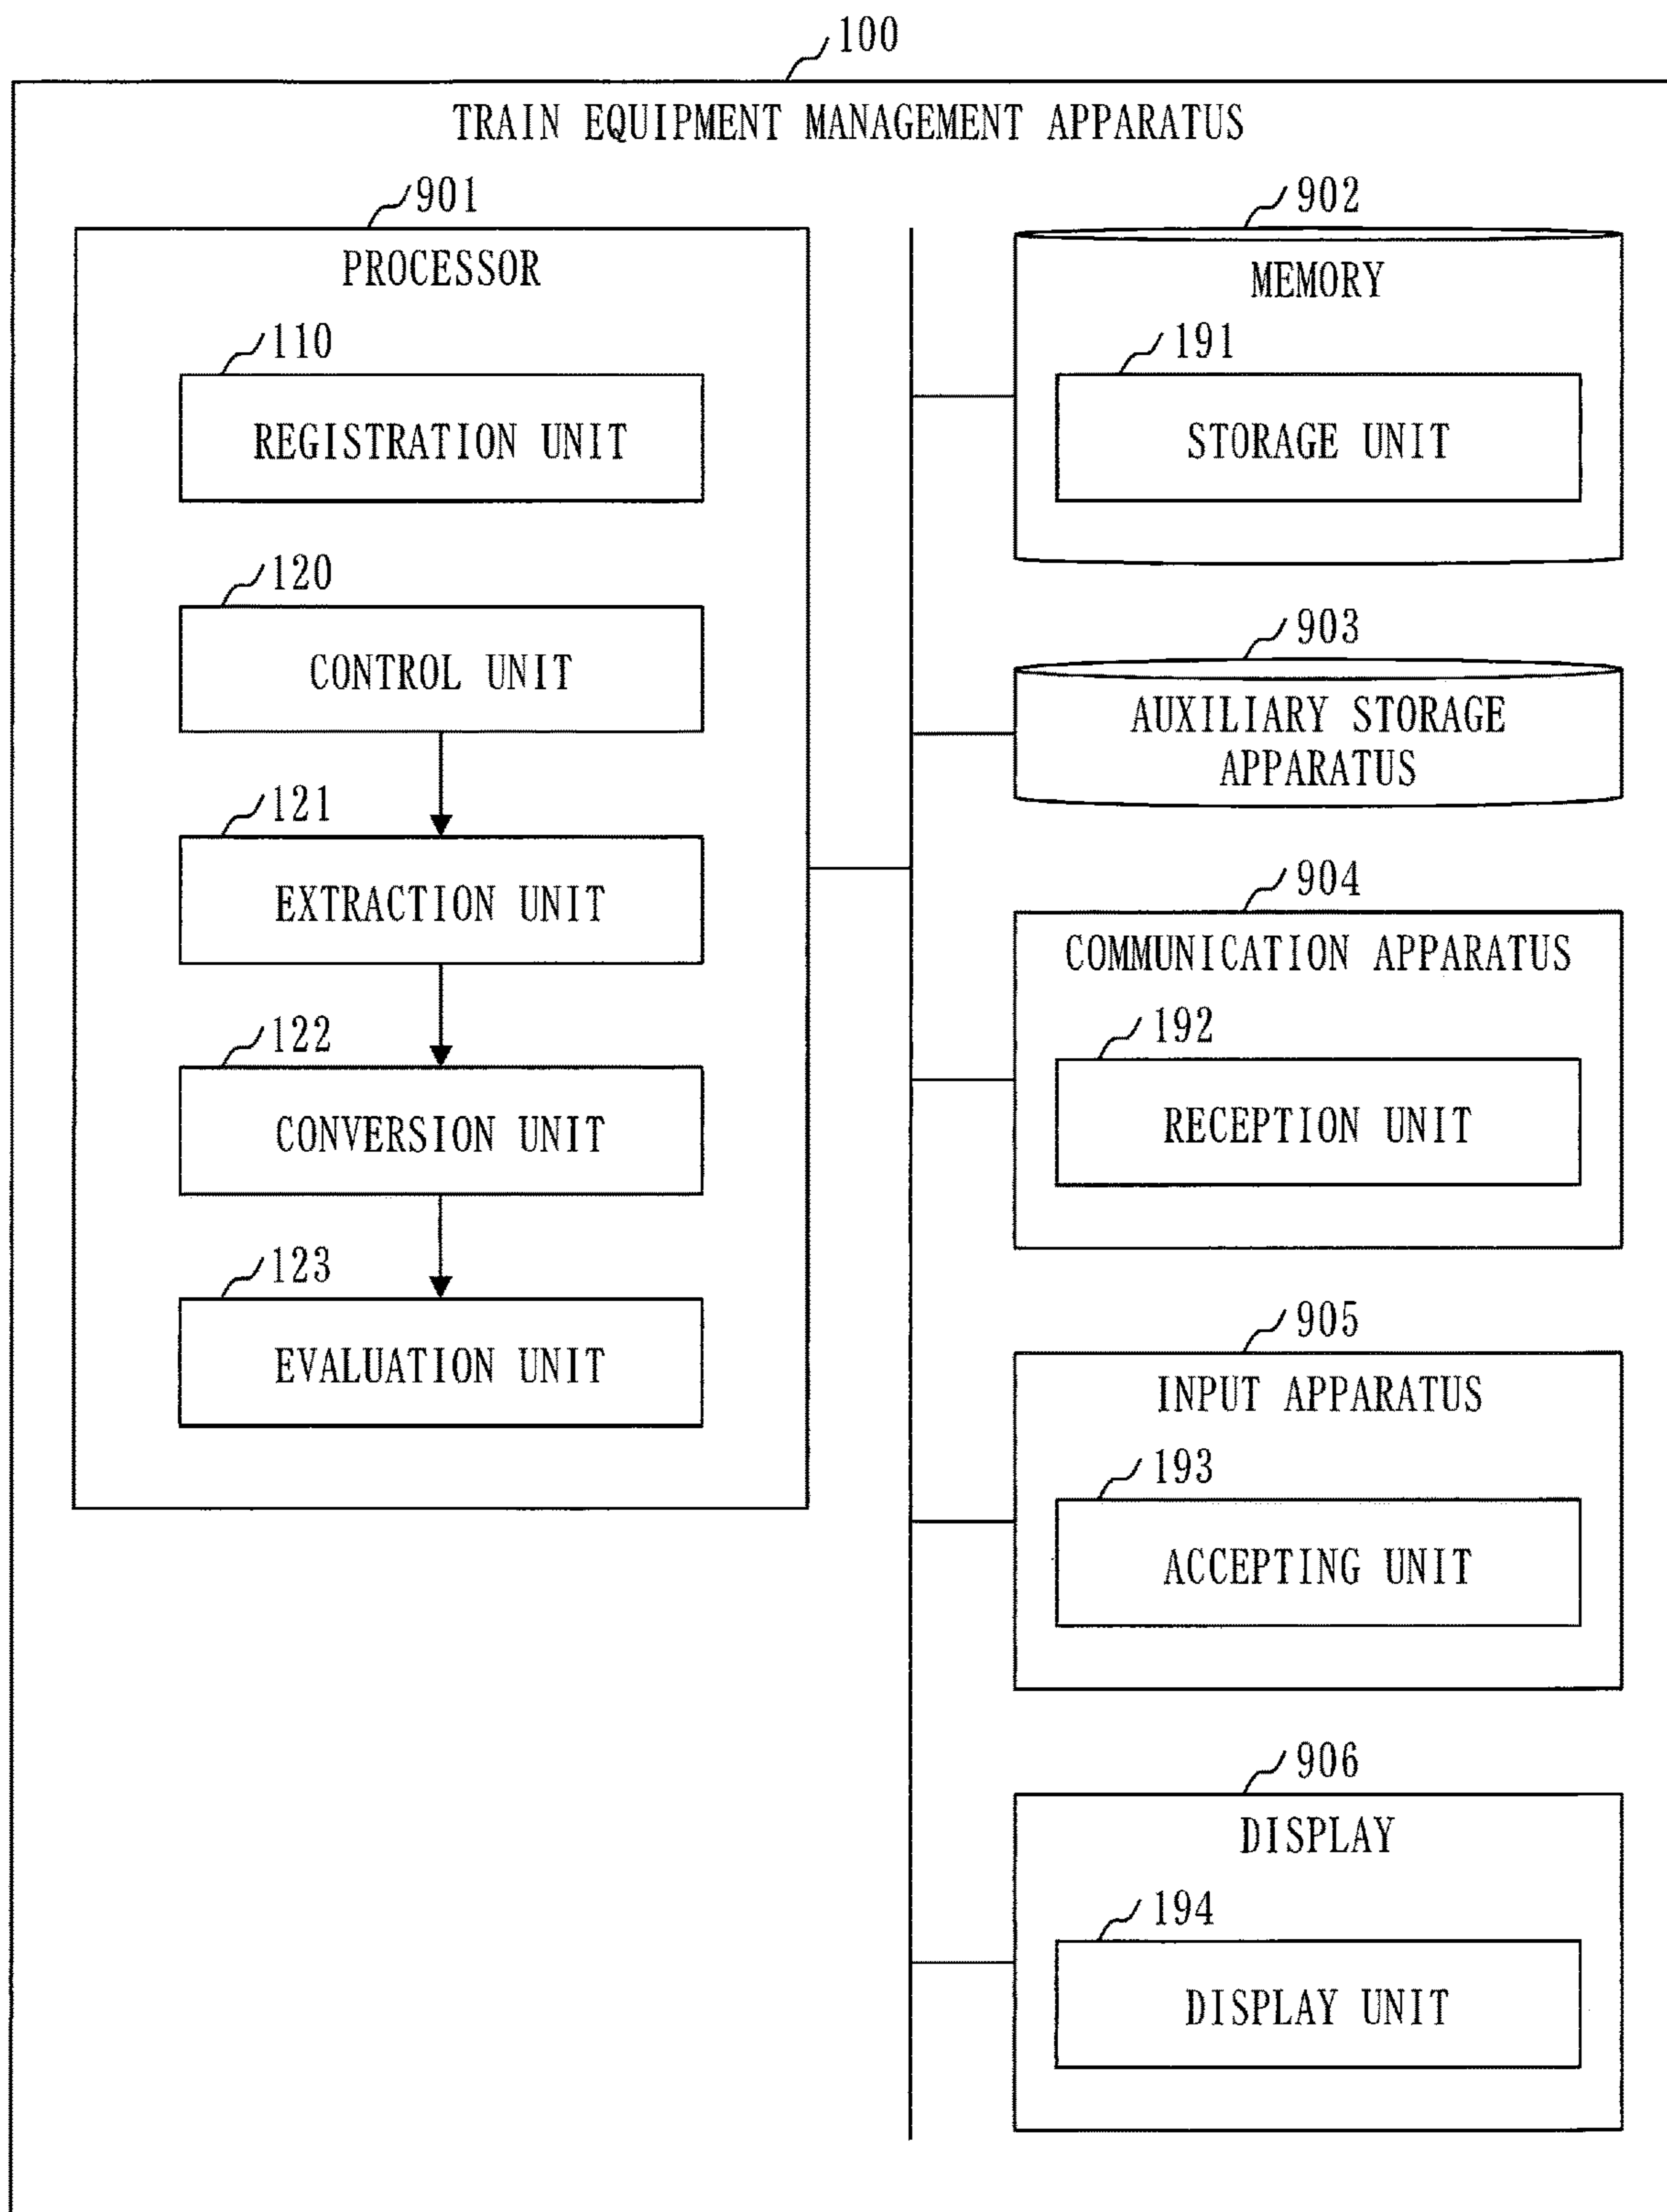 100
TRAIN EQUIPMENT MANAGEMENT APPARATUS
901
PROCESSOR
110
REGISTRATION UNIT
120
CONTROL UNIT
121
EXTRACTION UNIT
122
CONVERSION UNIT
123
EVALUATION UNIT
902
MEMORY
191
STORAGE UNIT
903
AUXILIARY STORAGE
APPARATUS
904
COMMUNICATION APPARATUS
192
RECEPTION UNIT
905
INPUT APPARATUS
193
ACCEPTING UNIT
906
DISPLAY
194
DISPLAY UNIT